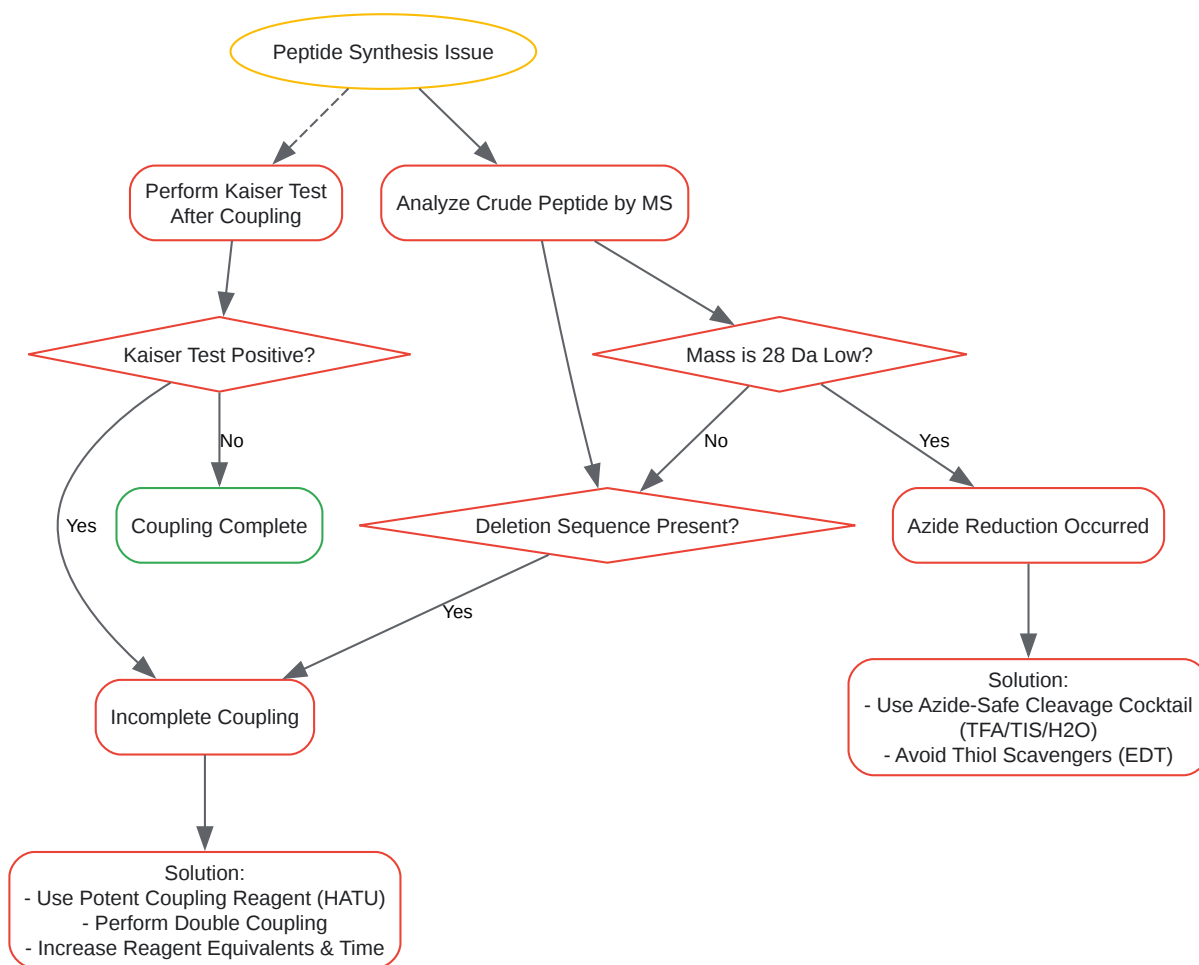 Peptide Synthesis Issue
Perform Kaiser Test
After Coupling
Analyze Crude Peptide by MS
Kaiser Test Positive?
Mass is 28 Da Low?
No
No
Yes
Yes
Coupling Complete
Deletion Sequence Present?
Azide Reduction Occurred
Yes
Incomplete Coupling
Solution:
- Use Azide-Safe Cleavage Cocktail
(TFA/TIS/H2O)
- Avoid Thiol Scavengers (EDT)
Solution:
- Use Potent Coupling Reagent (HATU)
- Perform Double Coupling
- Increase Reagent Equivalents & Time